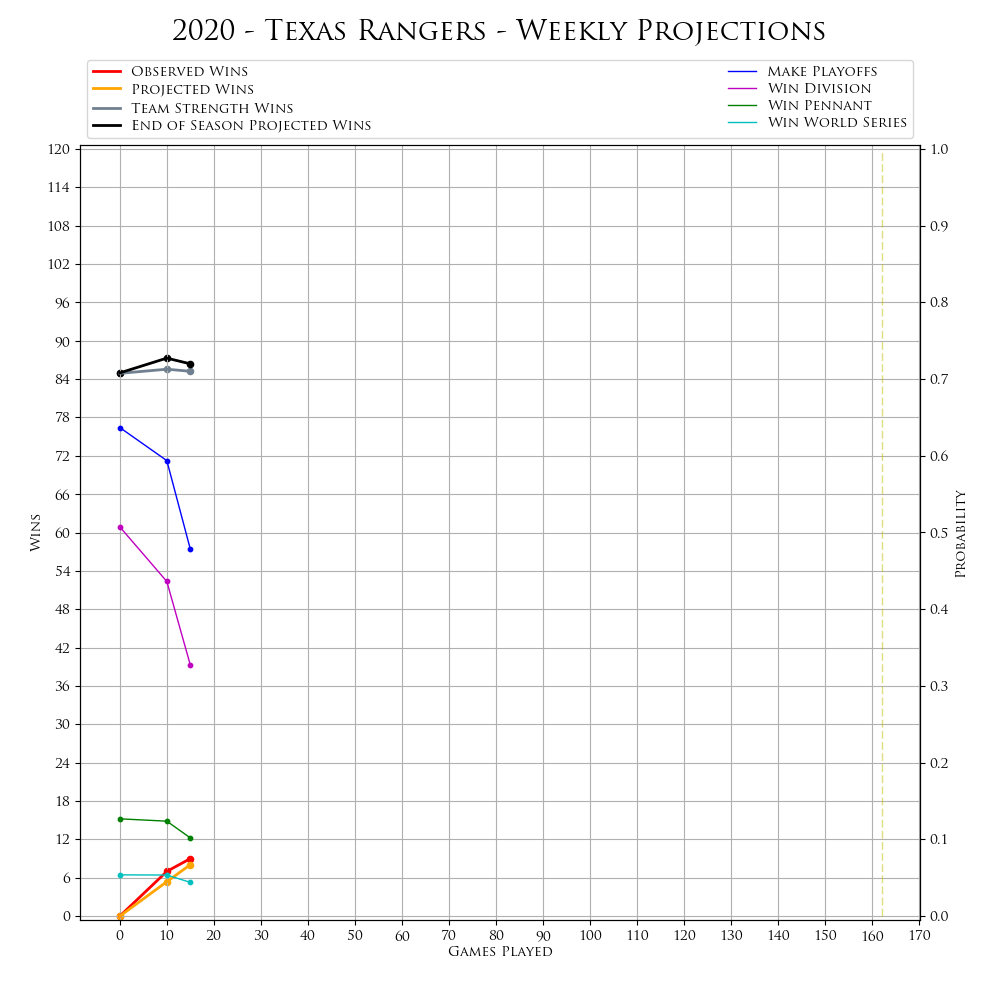 2020 - Texas Rangers - Weekly Projections
Observed Wins
Projected Wins
Team Strength Wins
End of Season Projected Wins
Make Playoffs
Win Division
Win Pennant
Win World Series
120
114
108
102
96
90
84
78
72
66
60
54
48
42
36
30
24
18
12
6
0
Wins
1.0
0.9
0.8
0.7
0.6
0.5
0.4
0.3
0.2
0.1
0.0
Probability
0 10 20 30 40 50 60 70 80 90 100 110 120 130 140 150 160 170
Games Played